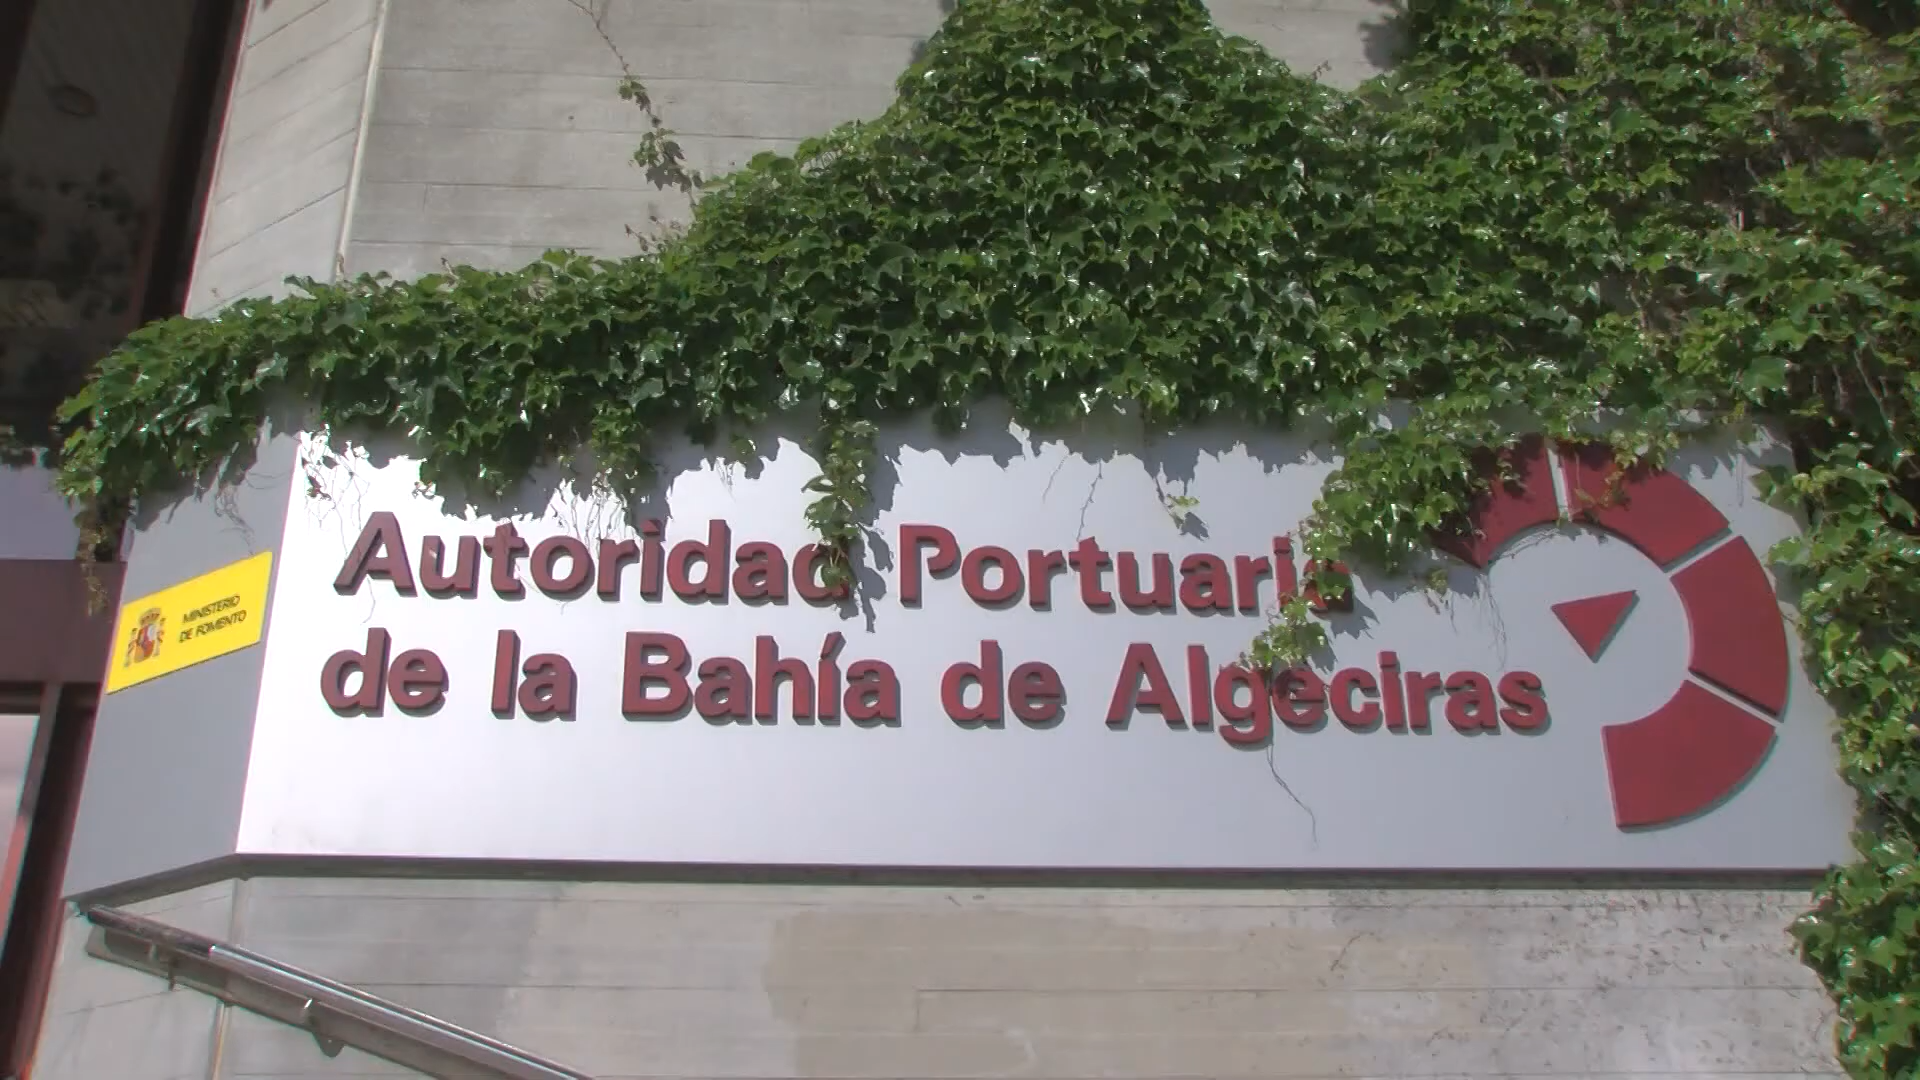 MINISTERIO
DE FOMENTO
Autoridad Portuaria
de la Bahía de Algeciras